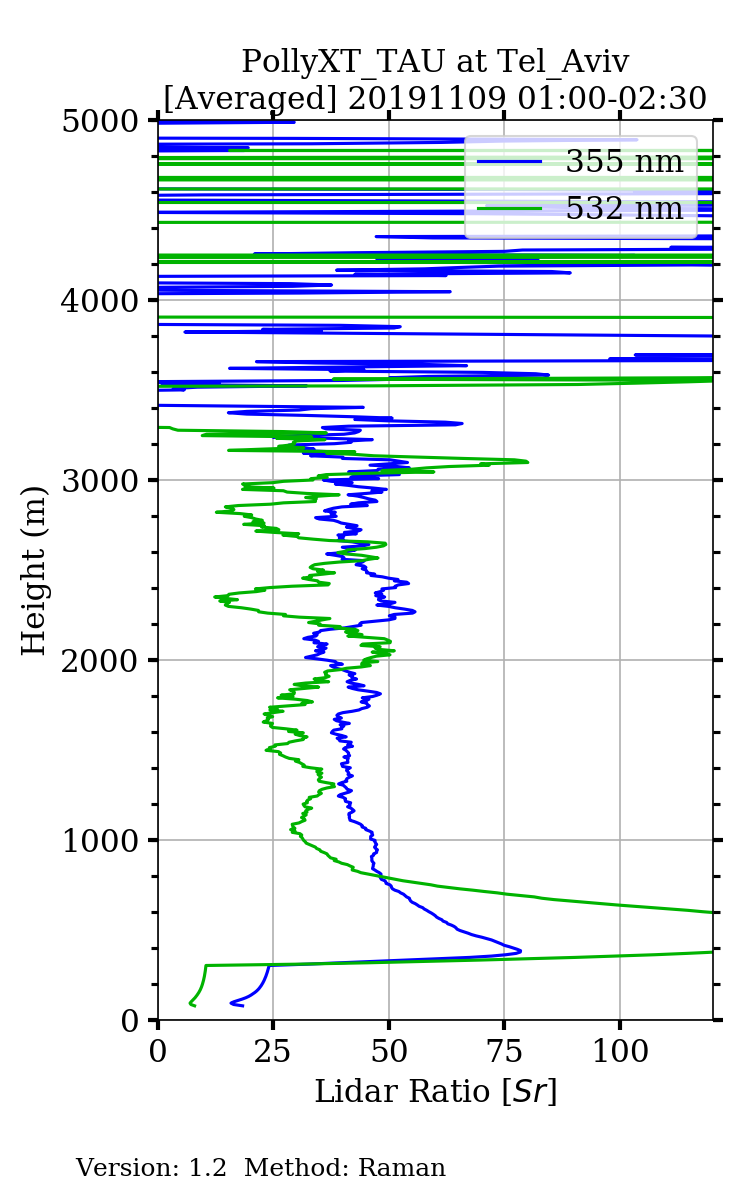 PollyXT_TAU at Tel_Aviv
[Averaged] 20191109 01:00-02:30
5000
355 nm
532 nm
4000
3000
Height (m)
2000
1000
0
0 25 50 75 100
Lidar Ratio [Sr]
Version: 1.2 Method: Raman